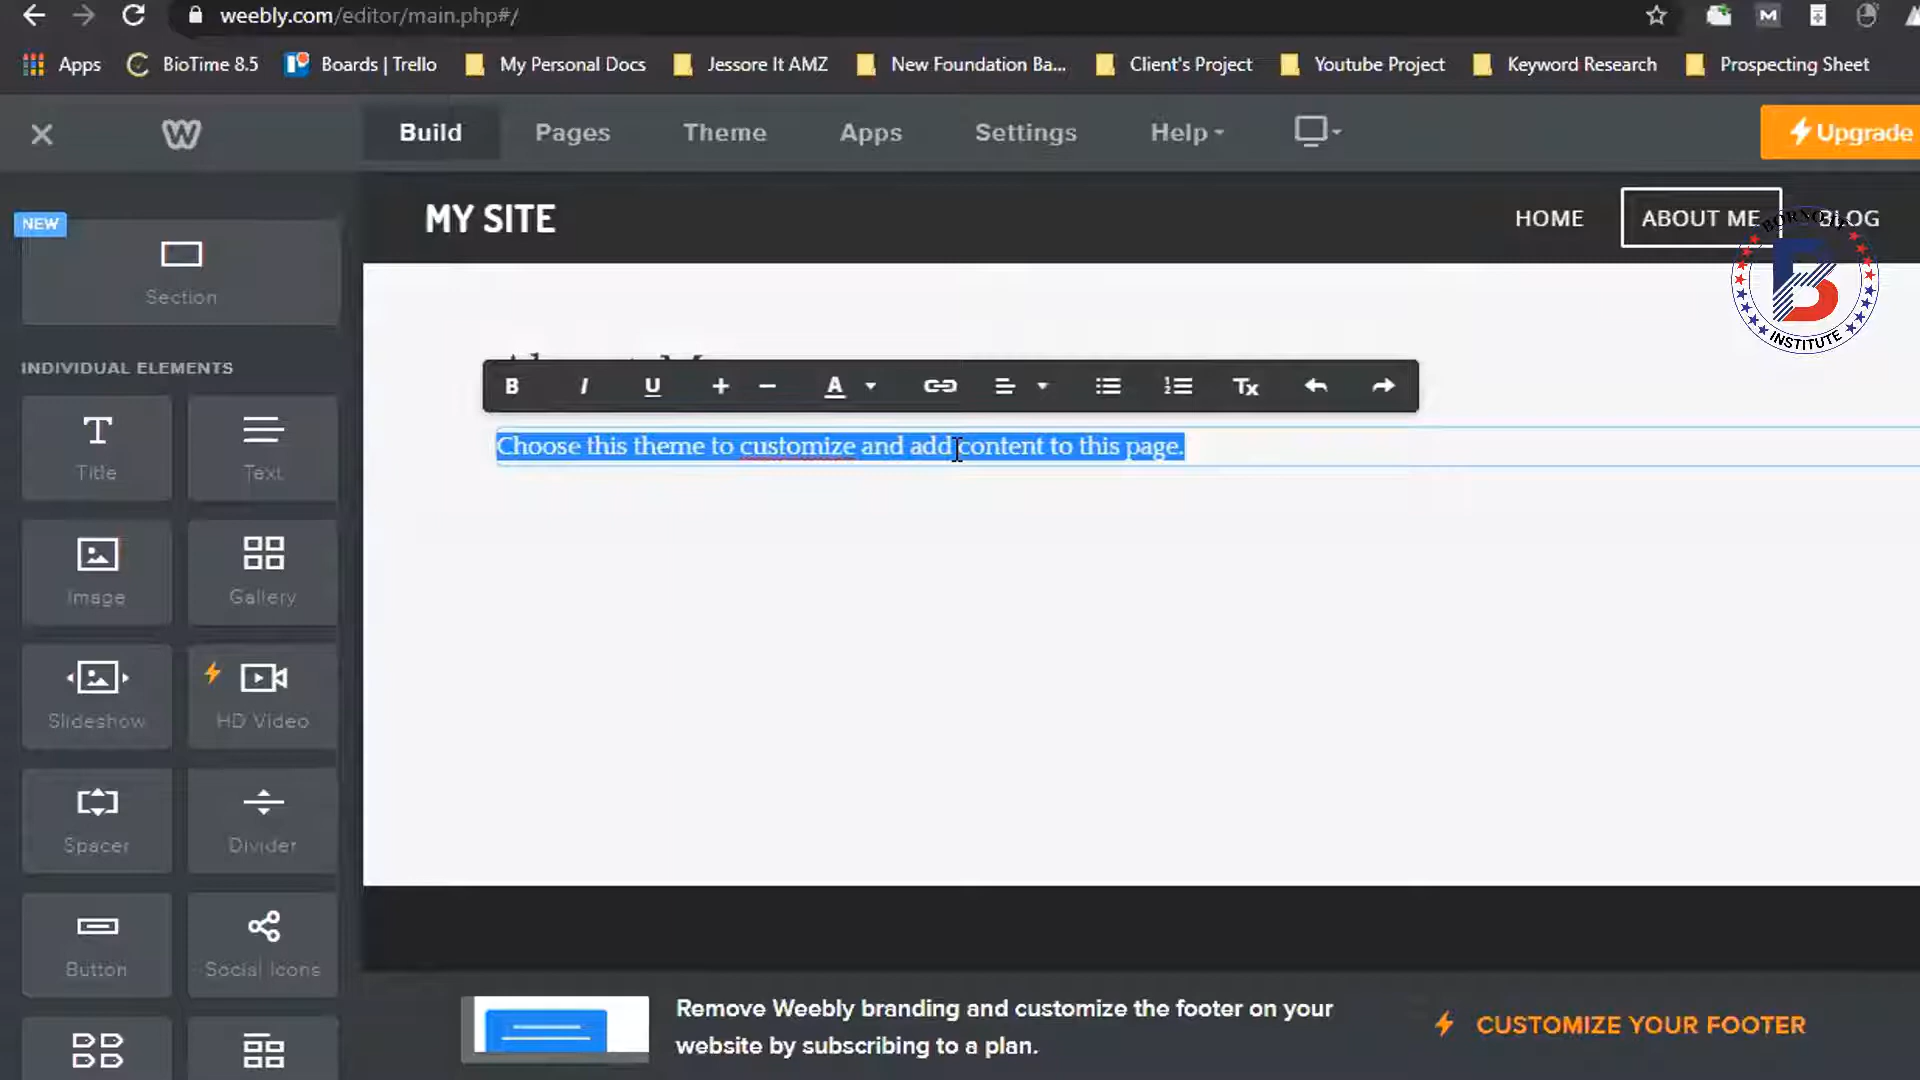 weebly.com/editor/main.php#/
Apps BioTime 8.5 Boards | Trello My Personal Docs Jessore It AMZ New Foundation Ba... Client's Project Youtube Project Keyword Research Prospecting Sheet
Build Pages Theme Apps Settings Help Upgrade
NEW
Section
MY SITE
HOME ABOUT ME BLOG
BORNO IT
INSTITUTE
INDIVIDUAL ELEMENTS
Title Text
Image Gallery
Slideshow HD Video
Spacer Divider
Button Social Icons
B I U + − A Tx
Choose this theme to customize and add content to this page.
Remove Weebly branding and customize the footer on your
website by subscribing to a plan.
CUSTOMIZE YOUR FOOTER